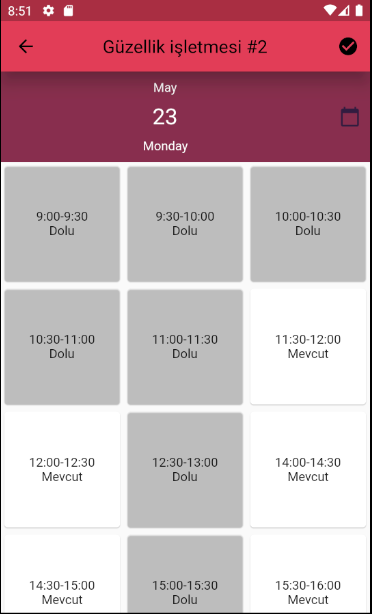 8:51
Güzellik işletmesi #2
May
23
Monday
9:00-9:30
Dolu
9:30-10:00
Dolu
10:00-10:30
Dolu
10:30-11:00
Dolu
11:00-11:30
Dolu
11:30-12:00
Mevcut
12:00-12:30
Mevcut
12:30-13:00
Dolu
14:00-14:30
Mevcut
14:30-15:00
Mevcut
15:00-15:30
Dolu
15:30-16:00
Mevcut